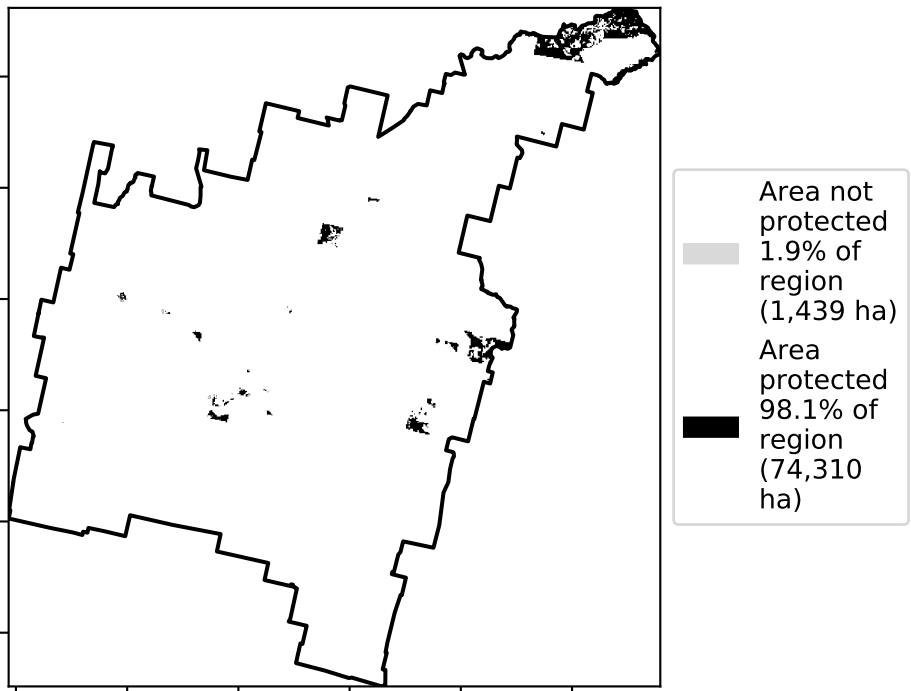 Area not
protected
1.9% of
region
(1,439 ha)
Area
protected
98.1% of
region
(74,310
ha)